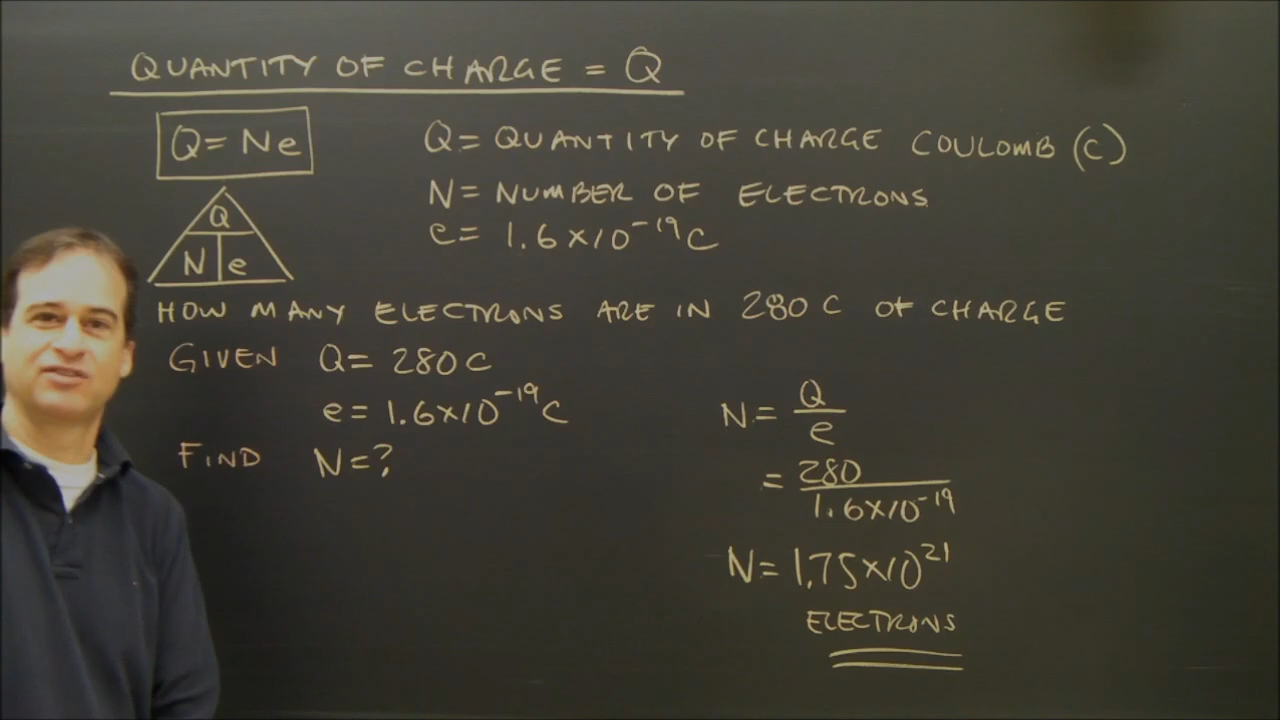 QUANTITY OF CHARGE = Q
Q = Ne
Q = QUANTITY OF CHARGE COULOMB (C)
N = NUMBER OF ELECTRONS
e = 1.6×10⁻¹⁹C
Q
N e
HOW MANY ELECTRONS ARE IN 280 C OF CHARGE
GIVEN Q = 280C
e = 1.6×10⁻¹⁹C
FIND N = ?
N = Q/e
= 280/1.6×10⁻¹⁹
N = 1.75×10²¹
ELECTRONS